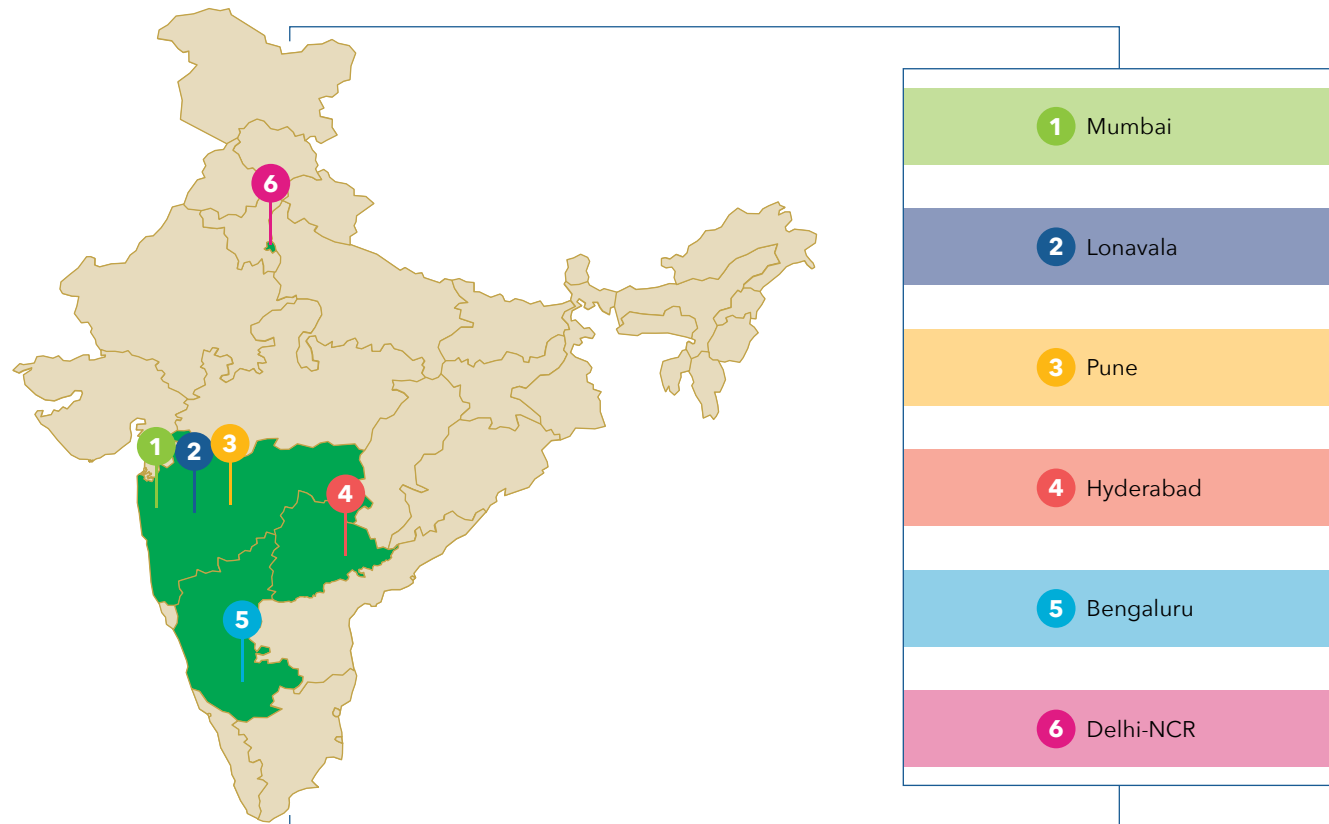 6
1
2
3
4
5
1 Mumbai
2 Lonavala
3 Pune
4 Hyderabad
5 Bengaluru
6 Delhi-NCR